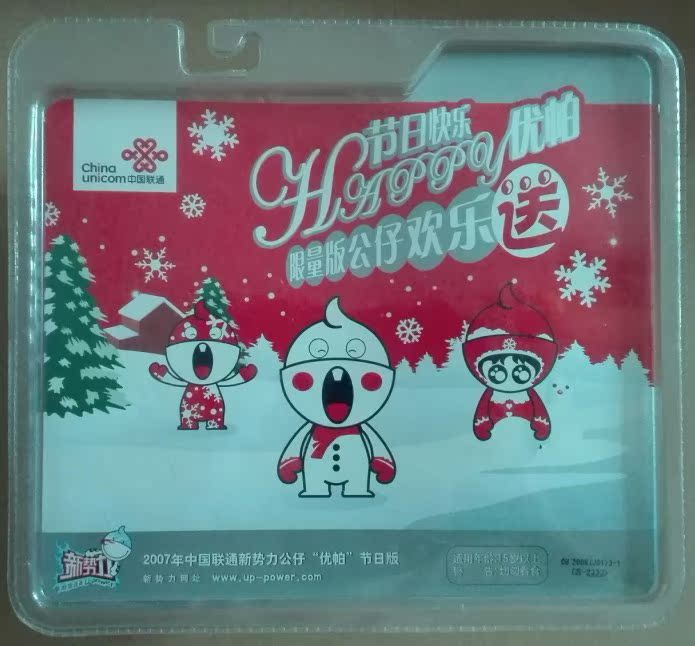 China
unicom中国联通
节日快乐
HAPPY优帕
限量版公仔欢乐送
新势力
2007年中国联通新势力公仔“优帕”节日版
新势力网址 www.up-power.com
适用年龄:15岁以上